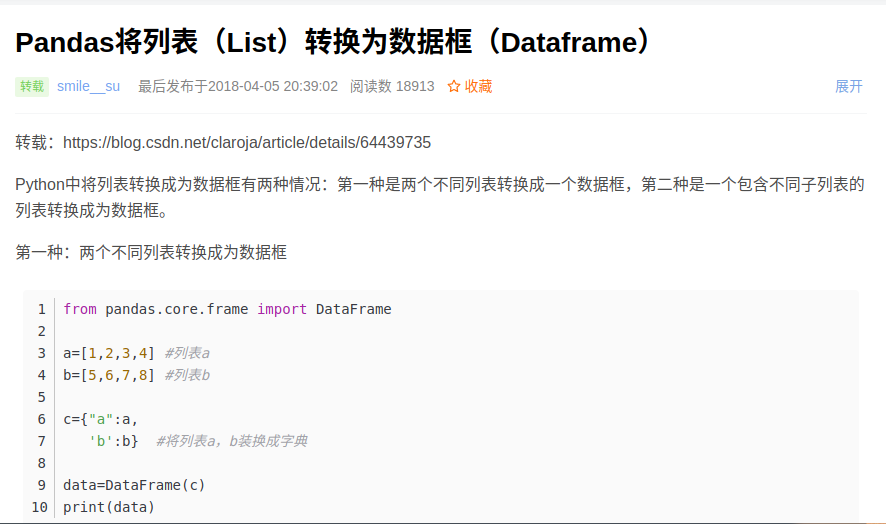 Pandas将列表（List）转换为数据框（Dataframe）
转载 smile__su 最后发布于2018-04-05 20:39:02 阅读数 18913 ☆ 收藏 展开
转载：https://blog.csdn.net/claroja/article/details/64439735
Python中将列表转换成为数据框有两种情况：第一种是两个不同列表转换成一个数据框，第二种是一个包含不同子列表的
列表转换成为数据框。
第一种：两个不同列表转换成为数据框
1 from pandas.core.frame import DataFrame
2
3 a=[1,2,3,4] #列表a
4 b=[5,6,7,8] #列表b
5
6 c={"a":a,
7    'b':b}  #将列表a，b装换成字典
8
9 data=DataFrame(c)
10 print(data)